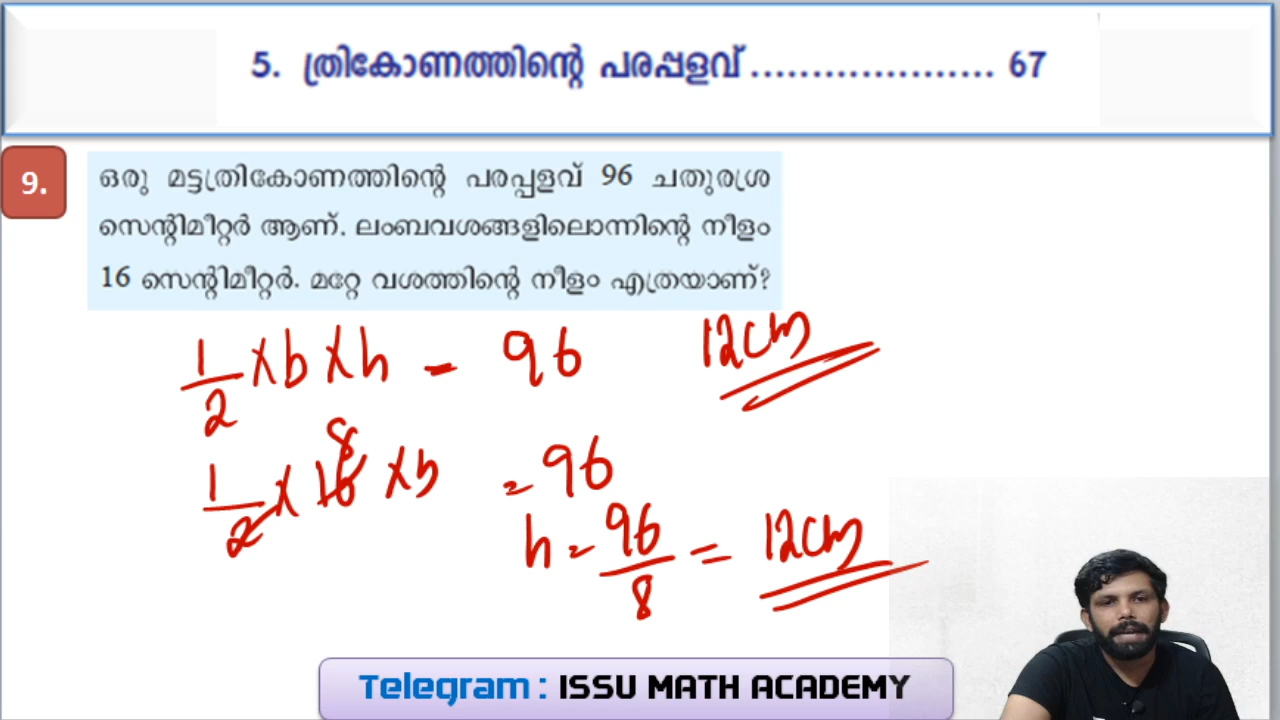 5. ത്രികോണത്തിന്റെ പരപ്പളവ് .................... 67
9.
ഒരു മട്ടത്രികോണത്തിന്റെ പരപ്പളവ് 96 ചതുരശ്ര
സെന്റിമീറ്റർ ആണ്. ലംബവശങ്ങളിലൊന്നിന്റെ നീളം
16 സെന്റിമീറ്റർ. മറ്റേ വശത്തിന്റെ നീളം എത്രയാണ്?
1/2 × b × h = 96 12cm
1/2 × 16 8 × h = 96
h = 96/8 = 12cm
Telegram : ISSU MATH ACADEMY